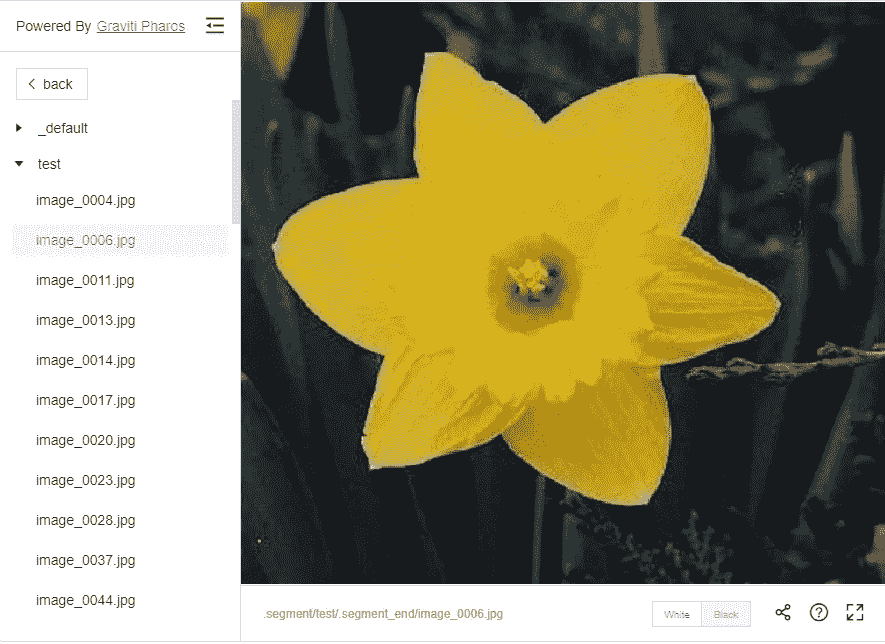 Powered By Graviti Pharos
back
_default
test
image_0004.jpg
image_0006.jpg
image_0011.jpg
image_0013.jpg
image_0014.jpg
image_0017.jpg
image_0020.jpg
image_0023.jpg
image_0028.jpg
image_0037.jpg
image_0044.jpg
.segment/test/.segment_end/image_0006.jpg
White Black